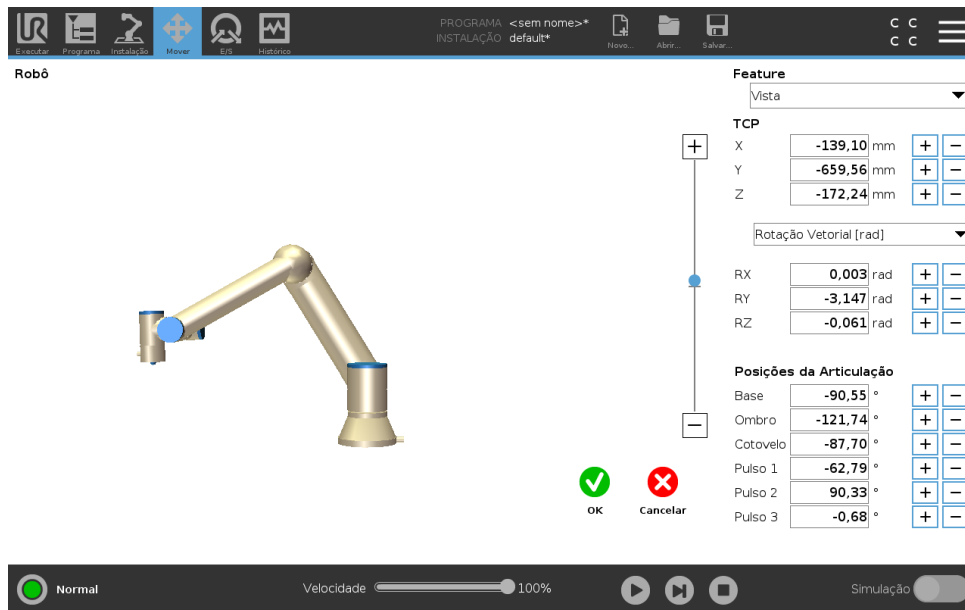 UR
PROGRAMA <sem nome>*
INSTALAÇÃO default*
Executar Programa Instalação Mover E/S Histórico Novo... Abrir... Salvar...
C C
C C
Robô
Feature
Vista
TCP
X -139,10 mm + −
Y -659,56 mm + −
Z -172,24 mm + −
Rotação Vetorial [rad]
RX 0,003 rad + −
RY -3,147 rad + −
RZ -0,061 rad + −
Posições da Articulação
Base -90,55 ° + −
Ombro -121,74 ° + −
Cotovelo -87,70 ° + −
Pulso 1 -62,79 ° + −
Pulso 2 90,33 ° + −
Pulso 3 -0,68 ° + −
OK Cancelar
Normal Velocidade 100% Simulação